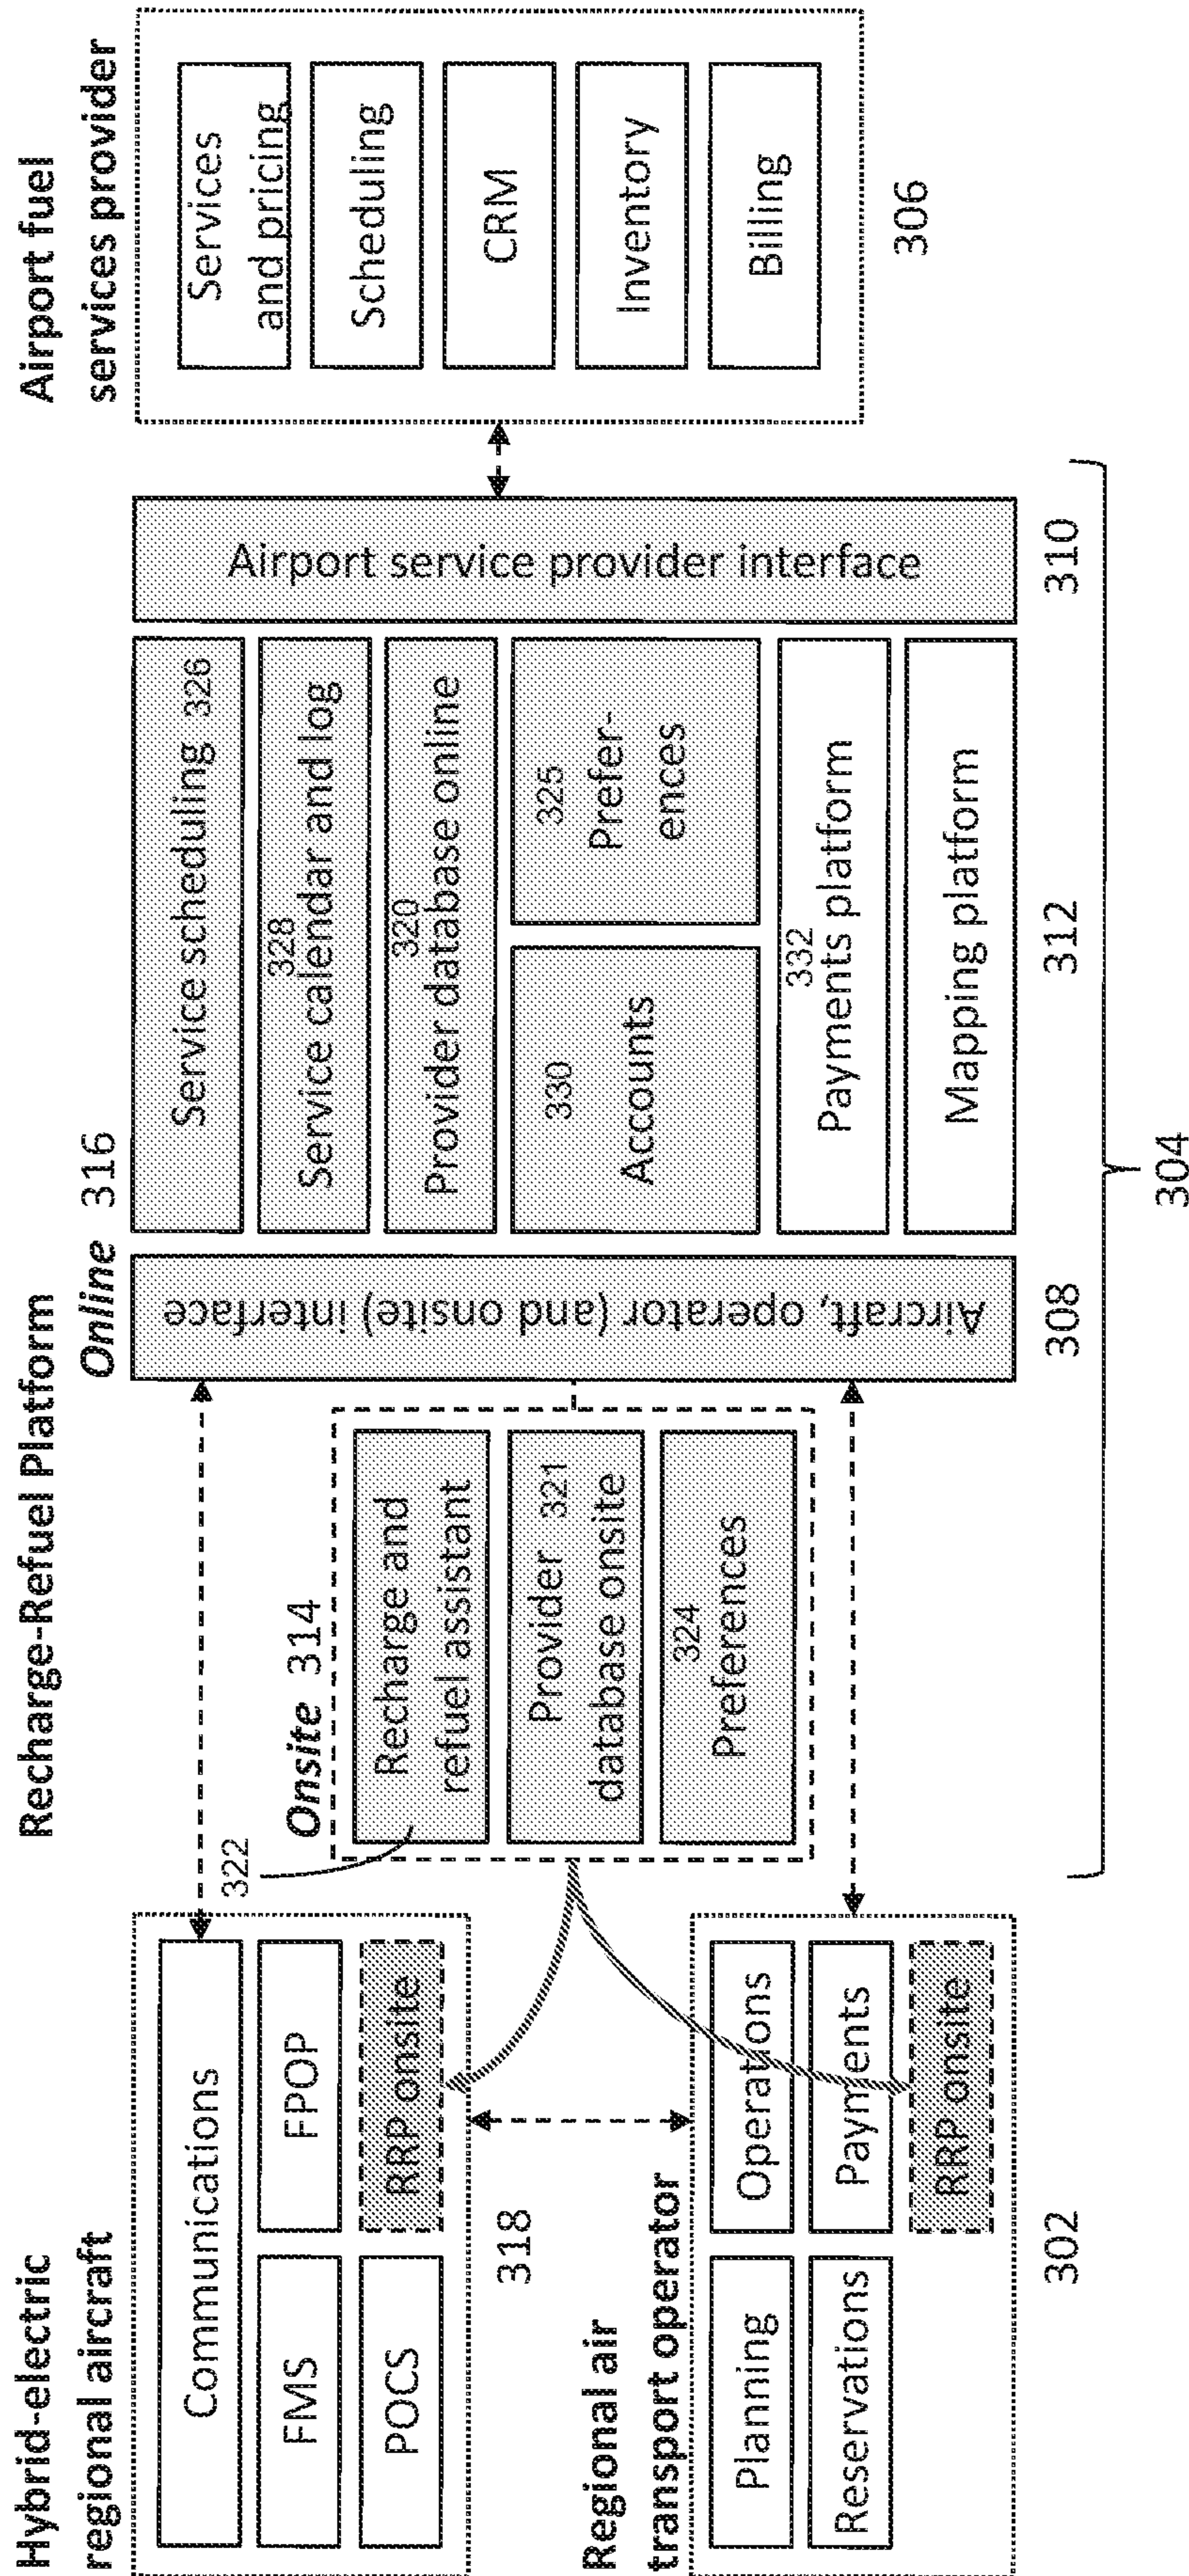 Hybrid-electric
regional aircraft
Communications
FMS
FPOP
POCS
RRP onsite
318
Regional air
transport operator
Planning
Operations
Reservations
Payments
RRP onsite
302
Recharge-Refuel Platform
322
Onsite 314
Recharge and
refuel assistant
Provider 321
database onsite
324
Preferences
Online 316
Aircraft, operator (and onsite) interface
308
Service scheduling 326
328
Service calendar and log
320
Provider database online
330
Accounts
325
Prefer-
ences
332
Payments platform
Mapping platform
312
Airport service provider interface
310
304
Airport fuel
services provider
Services
and pricing
Scheduling
CRM
Inventory
Billing
306